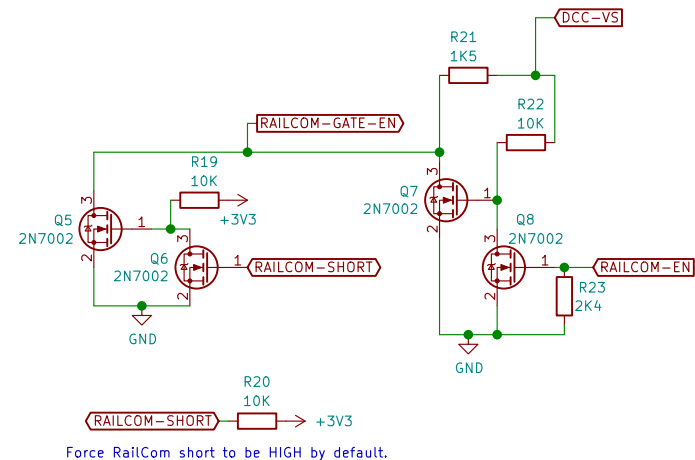 DCC-VS
R21
1K5
R22
10K
RAILCOM-GATE-EN
R19
10K
+3V3
3
Q5
2N7002
1
2
3
Q6
2N7002
1
2
RAILCOM-SHORT
GND
3
Q7
2N7002
1
2
Q8
2N7002
3
1
2
RAILCOM-EN
R23
2K4
GND
R20
10K
RAILCOM-SHORT
+3V3
Force RailCom short to be HIGH by default.